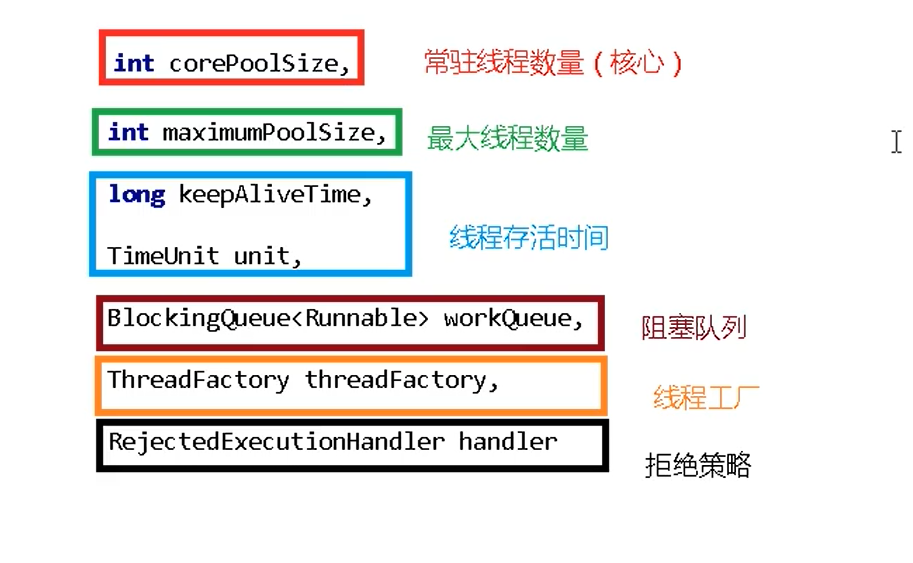 int corePoolSize, 常驻线程数量（核心）
int maximumPoolSize, 最大线程数量
long keepAliveTime,
TimeUnit unit, 线程存活时间
BlockingQueue<Runnable> workQueue, 阻塞队列
ThreadFactory threadFactory, 线程工厂
RejectedExecutionHandler handler 拒绝策略